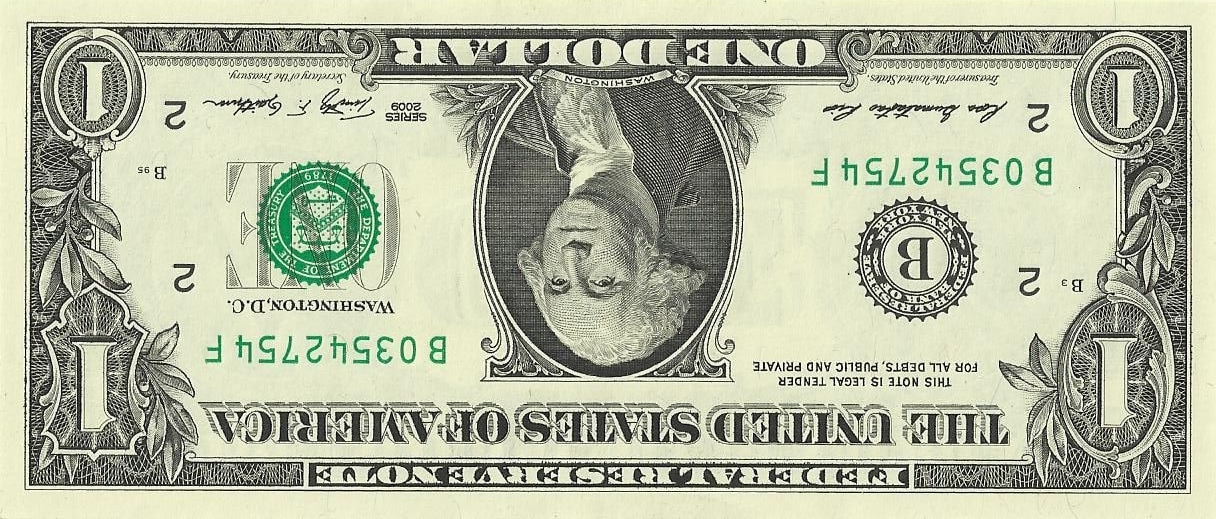 FEDERAL RESERVE NOTE
THE UNITED STATES OF AMERICA
THIS NOTE IS LEGAL TENDER
FOR ALL DEBTS, PUBLIC AND PRIVATE
B 03542754 F
WASHINGTON, D.C.
1
1
B 3
2
2
B
FEDERAL RESERVE BANK OF
NEW YORK
NEW YORK
ONE
THE DEPARTMENT OF THE TREASURY
1789
B 03542754 F
B 95
2
2
Treasurer of the United States.
SERIES
2009
Secretary of the Treasury.
WASHINGTON
1
ONE DOLLAR
1